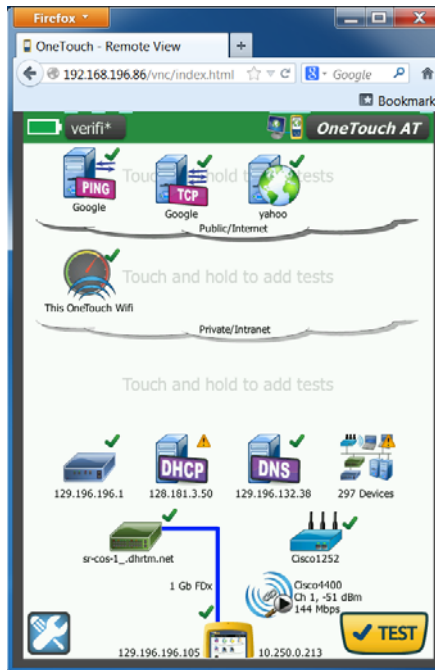 Firefox
OneTouch - Remote View
192.168.196.86/vnc/index.html
Google
Bookmark
verifi*
OneTouch AT
Touch and hold to add tests
PING
TCP
Google
Google
yahoo
Public/Internet
Touch and hold to add tests
This OneTouch Wifi
Private/Intranet
Touch and hold to add tests
DHCP
DNS
129.196.196.1
128.181.3.50
129.196.132.38
297 Devices
sr-cos-1_.dhrtm.net
Cisco1252
1 Gb FDx
Cisco4400
Ch 1, -51 dBm
144 Mbps
129.196.196.105
10.250.0.213
TEST